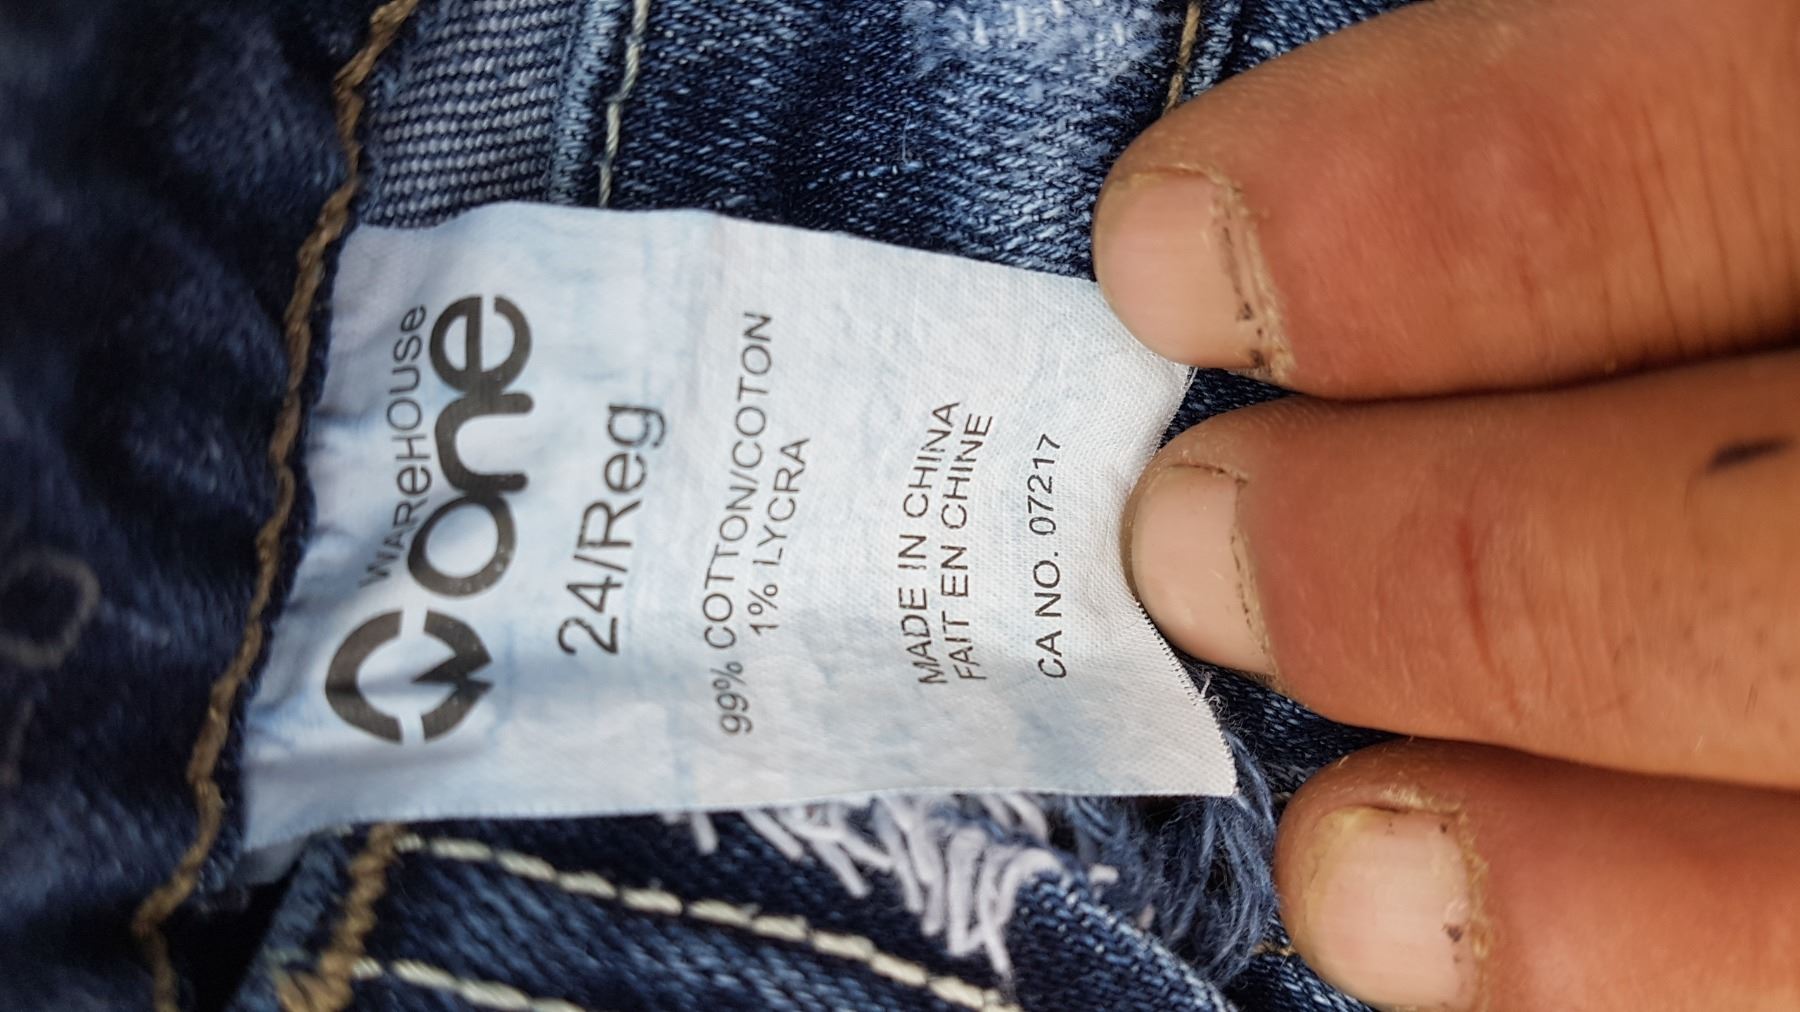 WAREHOUSE
one
24/Reg
99% COTTON/COTON
1% LYCRA
MADE IN CHINA
FAIT EN CHINE
CA NO. 07217